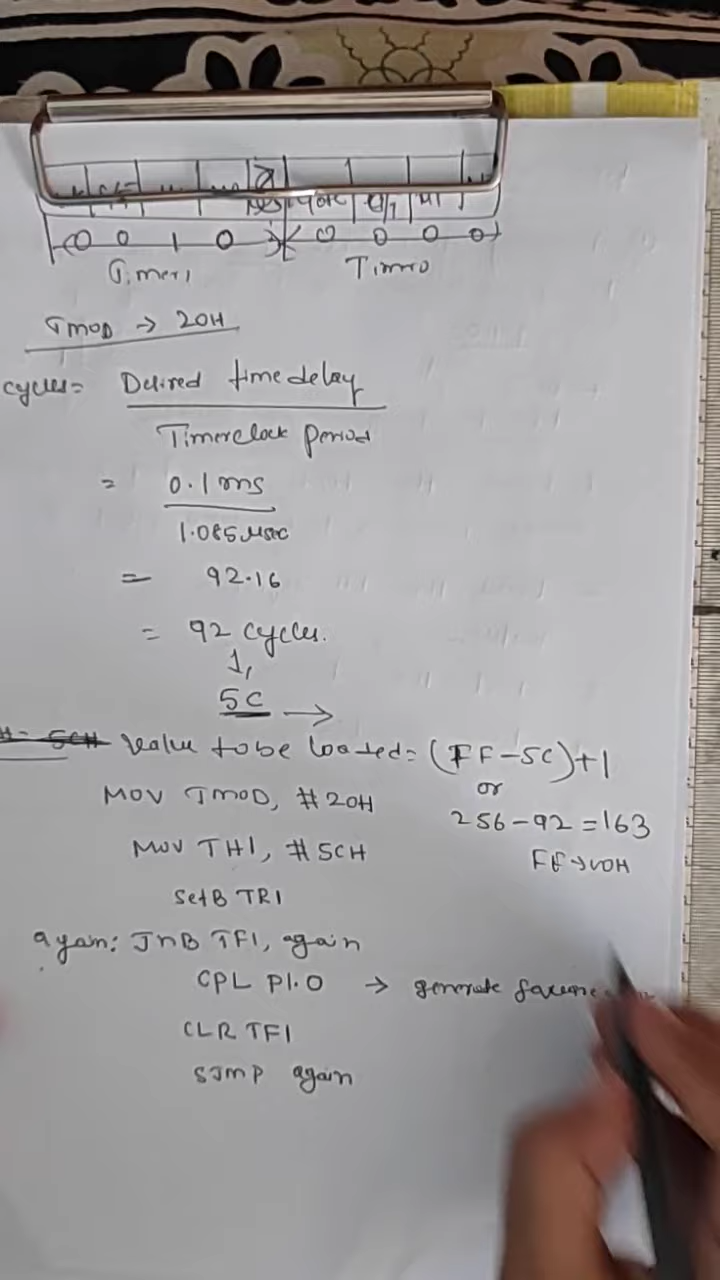 0 0 1 0 0 0 0 0
Timer1 Timer0
TMOD → 20H
cycles = Desired time delay
Timer clock period
= 0.1 ms
1.085 μsec
= 92.16
= 92 cycles.
5C →
value to be loaded = (FF-5C)+1
or
MOV TMOD, #20H
256-92 = 163
MOV TH1, #5CH
FF → 00H
SetB TR1
again: JnB TF1, again
CPL P1.0 → generate
CLR TF1
SJMP again